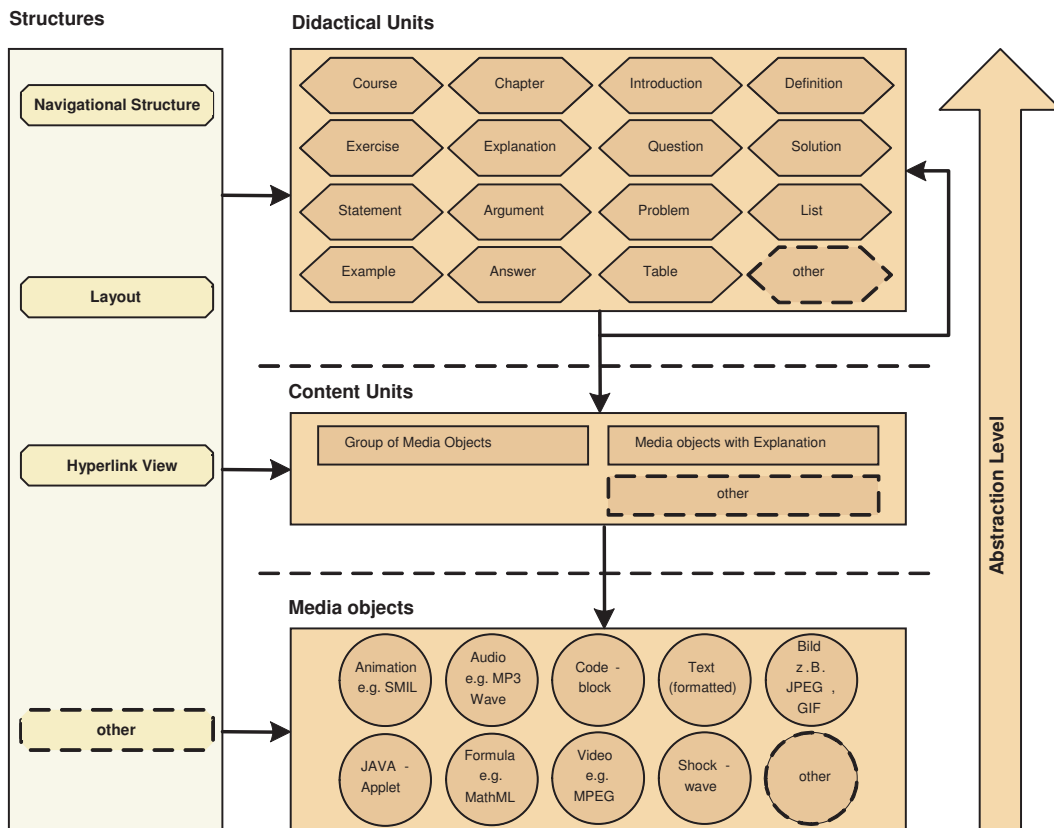 Structures
Navigational Structure
Layout
Hyperlink View
other
Didactical Units
Course
Chapter
Introduction
Definition
Exercise
Explanation
Question
Solution
Statement
Argument
Problem
List
Example
Answer
Table
other
Content Units
Group of Media Objects
Media objects with Explanation
other
Media objects
Animation
e.g. SMIL
Audio
e.g. MP3
Wave
Code -
block
Text
(formatted)
Bild
z .B.
JPEG ,
GIF
JAVA -
Applet
Formula
e.g.
MathML
Video
e.g.
MPEG
Shock -
wave
other
Abstraction Level